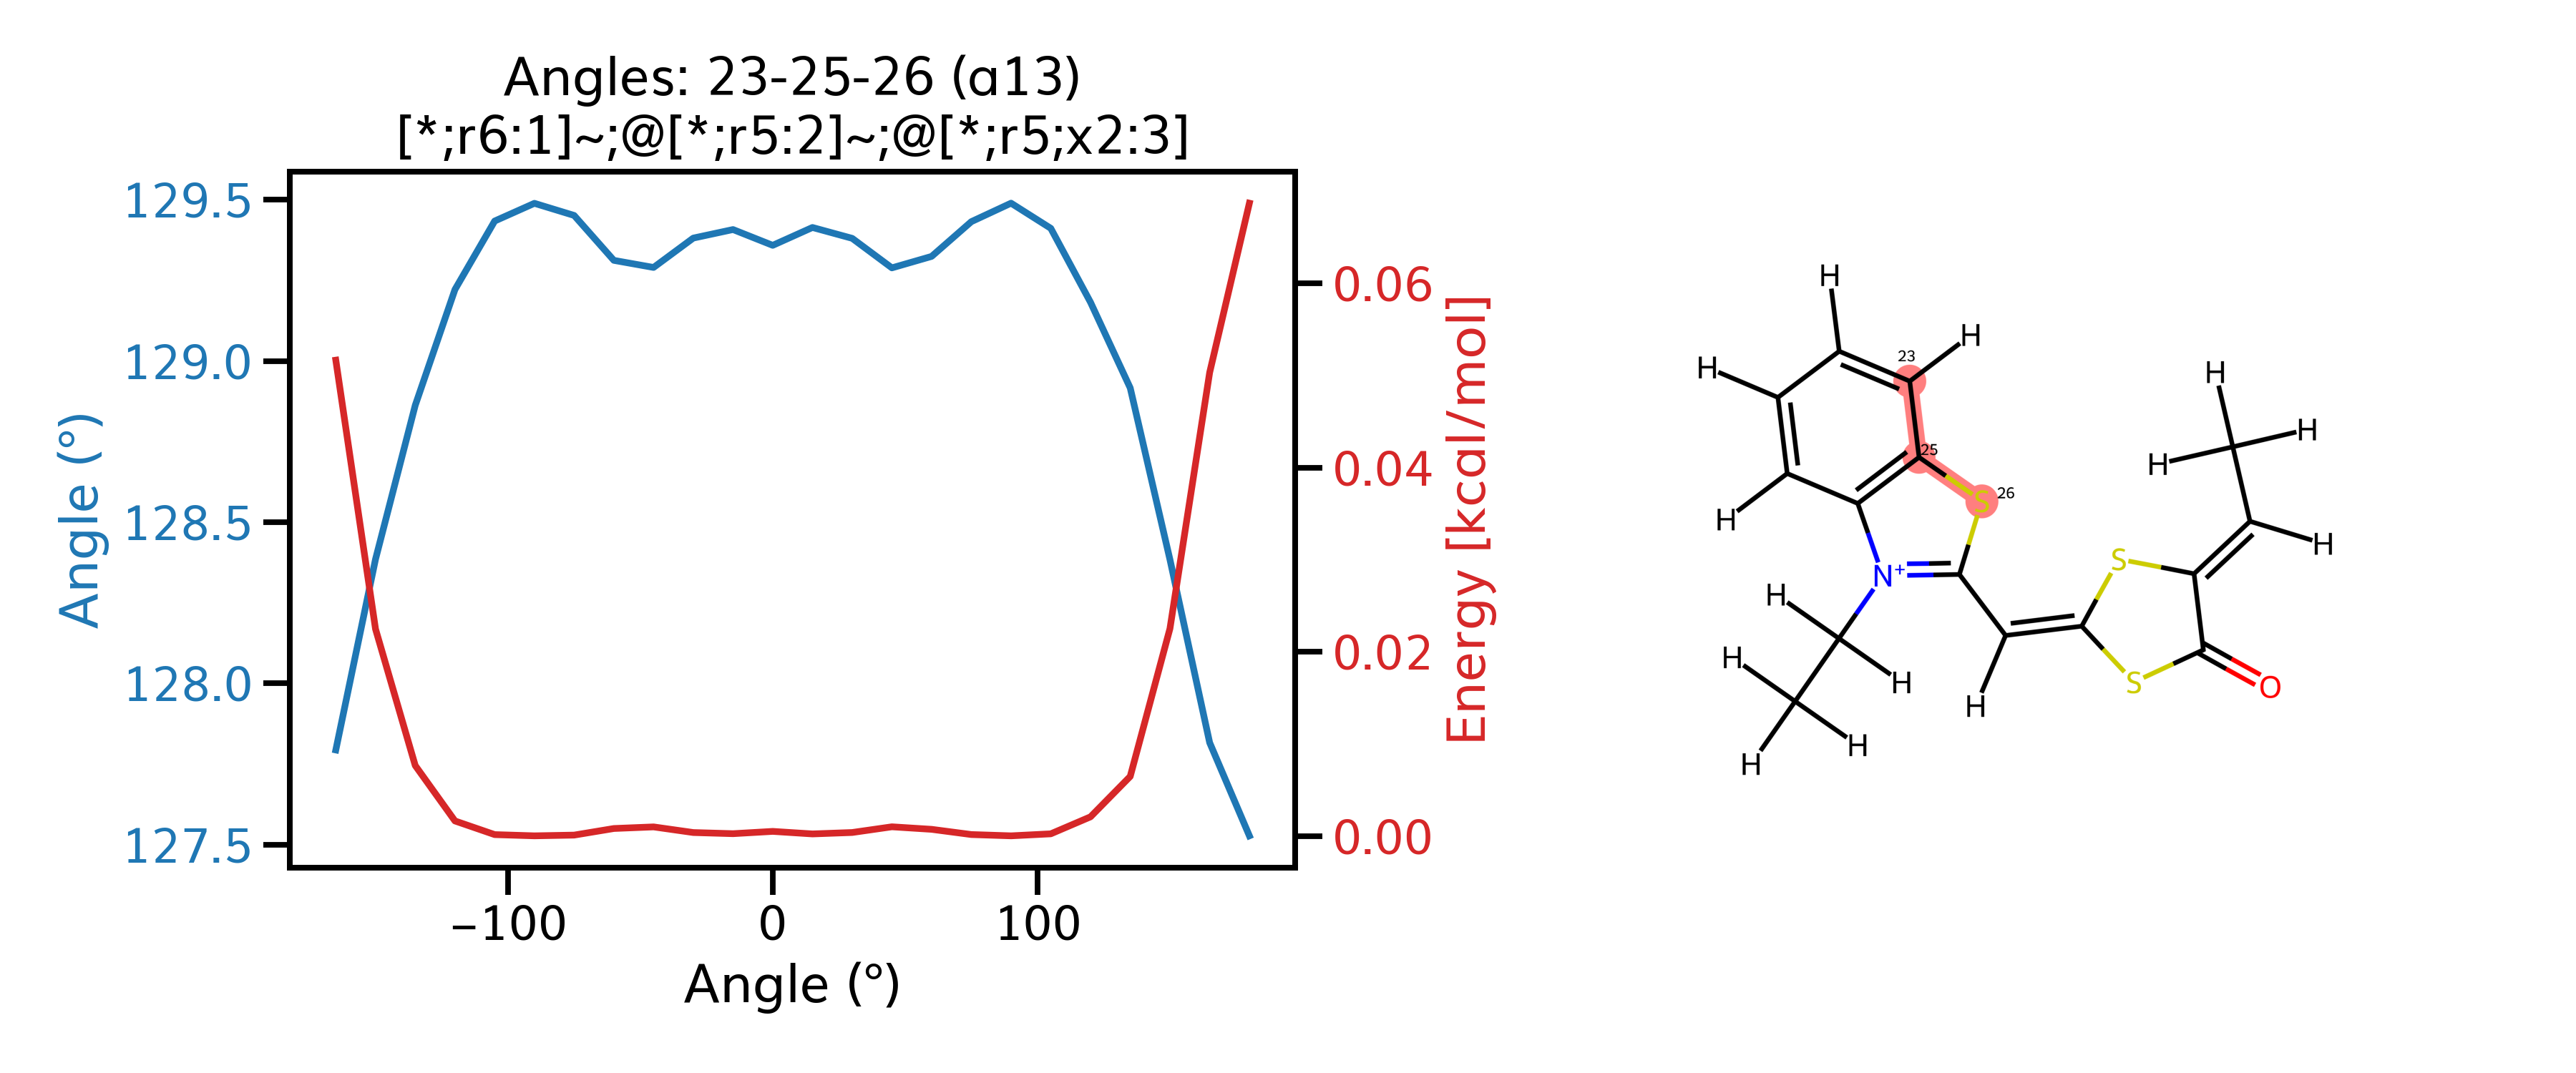 Angles: 23-25-26 (α13)
[*;r6:1]~;@[*;r5:2]~;@[*;r5;x2:3]
129.5
129.0
128.5
128.0
127.5
Angle (°)
0.06
0.04
0.02
0.00
Energy [kcal/mol]
−100 0 100
Angle (°)
H
H
23
H
H
H
25
H
S 26
H
H
H
S
N+
H
H
H
S
O
H
H
H